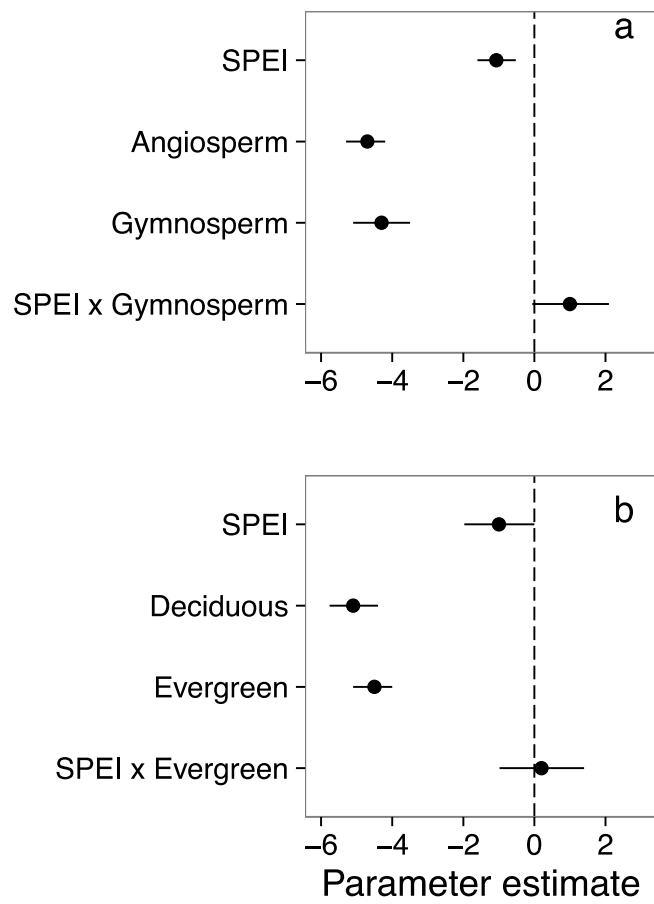 a
SPEI
Angiosperm
Gymnosperm
SPEI x Gymnosperm
−6 −4 −2 0 2
b
SPEI
Deciduous
Evergreen
SPEI x Evergreen
−6 −4 −2 0 2
Parameter estimate